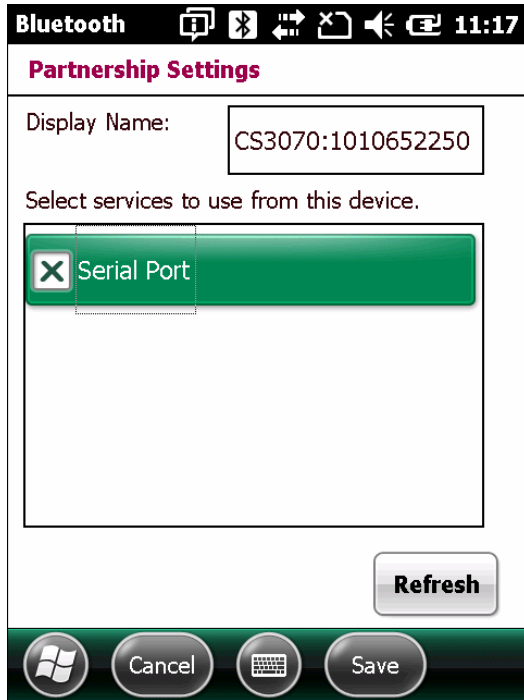 Bluetooth 11:17
Partnership Settings
Display Name:
CS3070:1010652250
Select services to use from this device.
Serial Port
Refresh
Cancel Save